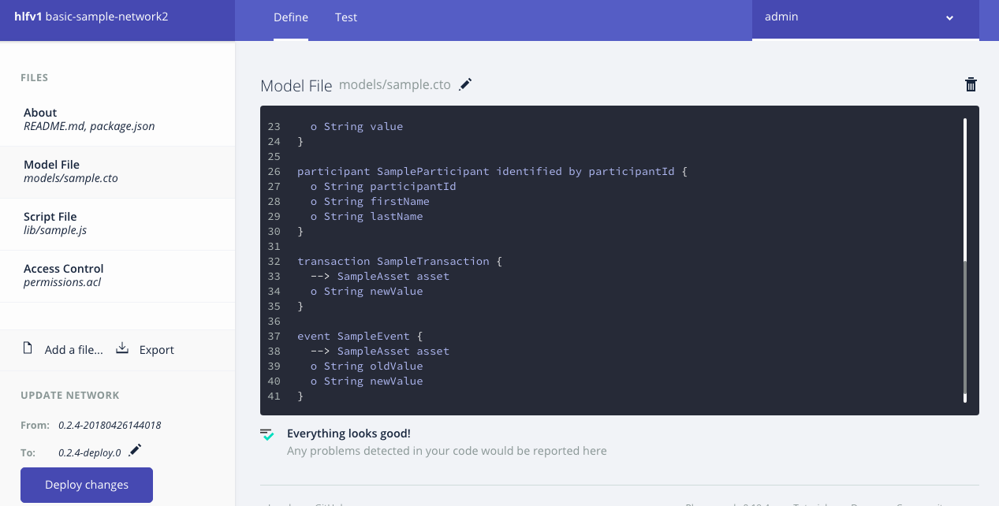 hlfv1 basic-sample-network2
Define Test
admin
FILES
About
README.md, package.json
Model File
models/sample.cto
Script File
lib/sample.js
Access Control
permissions.acl
Add a file... Export
UPDATE NETWORK
From: 0.2.4-20180426144018
To: 0.2.4-deploy.0
Deploy changes
Model File models/sample.cto
23 o String value
24 }
25
26 participant SampleParticipant identified by participantId {
27 o String participantId
28 o String firstName
29 o String lastName
30 }
31
32 transaction SampleTransaction {
33 --> SampleAsset asset
34 o String newValue
35 }
36
37 event SampleEvent {
38 --> SampleAsset asset
39 o String oldValue
40 o String newValue
41 }
Everything looks good!
Any problems detected in your code would be reported here